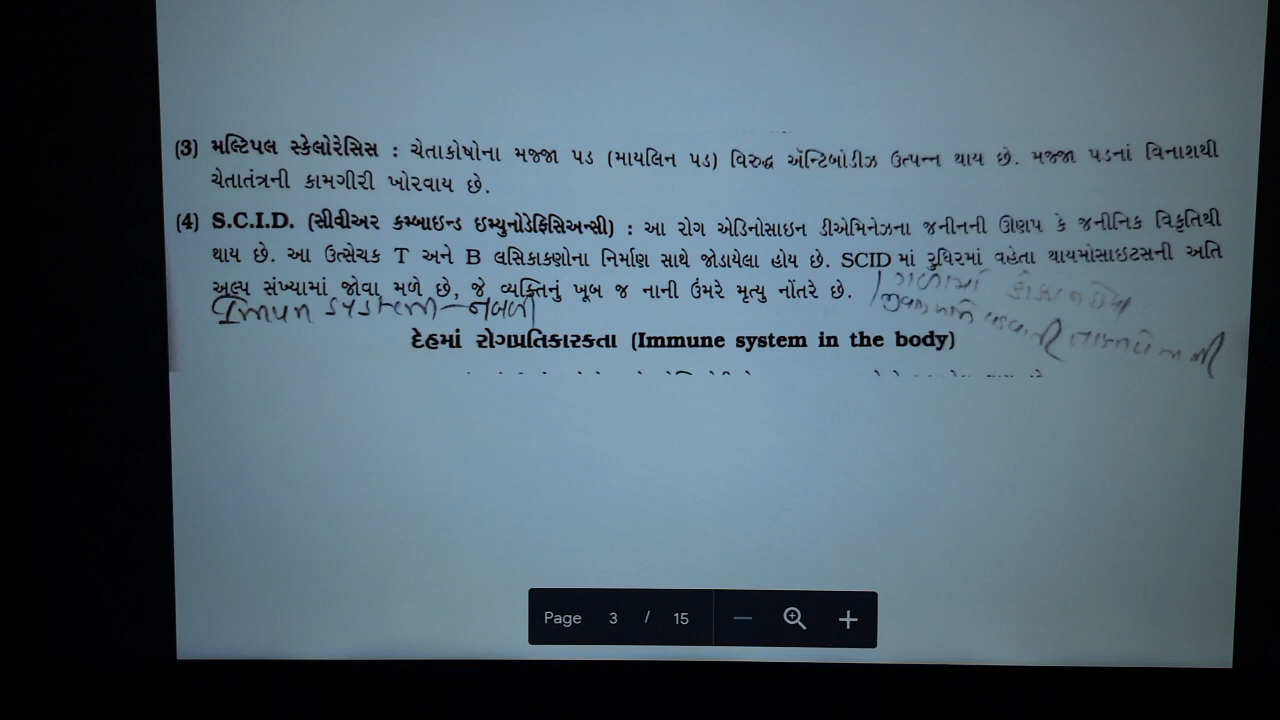 (3) મલ્ટિપલ સ્કેલોરેસિસ : ચેતાકોષોના મજ્જા પડ (માયલિન પડ) વિરુદ્ધ ઍન્ટિબોડીઝ ઉત્પન્ન થાય છે. મજ્જા પડનાં વિનાશથી
ચેતાતંત્રની કામગીરી ખોરવાય છે.
(4) S.C.I.D. (સીવીઅર કમ્બાઇન્ડ ઇમ્યુનોડેફિસિઅન્સી) : આ રોગ એડિનોસાઇન ડીએમિનેઝના જનીનની ઊણપ કે જનીનિક વિકૃતિથી
થાય છે. આ ઉત્સેચક T અને B લસિકાકણોના નિર્માણ સાથે જોડાયેલા હોય છે. SCID માં રુધિરમાં વહેતા થાયમોસાઇટસની અતિ
અલ્પ સંખ્યામાં જોવા મળે છે, જે વ્યક્તિનું ખૂબ જ નાની ઉંમરે મૃત્યુ નોંતરે છે.
Imun system – નબળી
દેહમાં રોગપ્રતિકારકતા (Immune system in the body)
Page 3 / 15